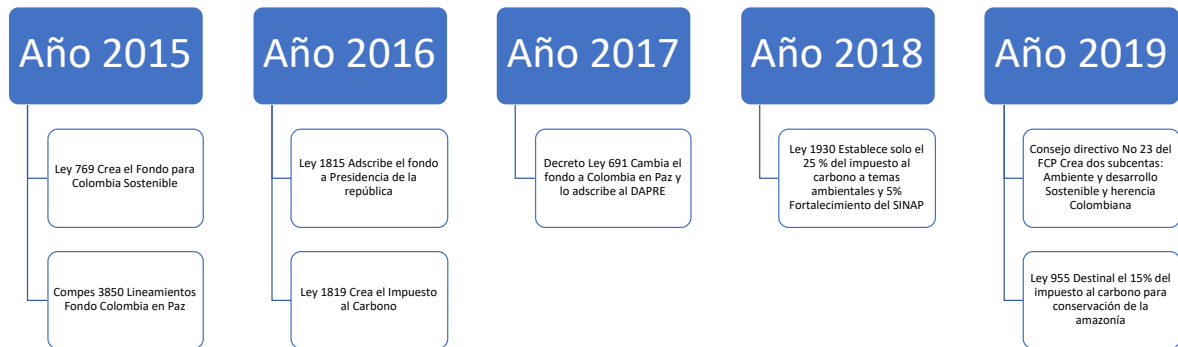 Año 2015
Ley 769 Crea el Fondo para
Colombia Sostenible
Compes 3850 Lineamientos
Fondo Colombia en Paz
Año 2016
Ley 1815 Adscribe el fondo
a Presidencia de la
república
Ley 1819 Crea el Impuesto
al Carbono
Año 2017
Decreto Ley 691 Cambia el
fondo a Colombia en Paz y
lo adscribe al DAPRE
Año 2018
Ley 1930 Establece solo el
25 % del impuesto al
carbono a temas
ambientales y 5%
Fortalecimiento del SINAP
Año 2019
Consejo directivo No 23 del
FCP Crea dos subcentas:
Ambiente y desarrollo
Sostenible y herencia
Colombiana
Ley 955 Destinal el 15% del
impuesto al carbono para
conservación de la
amazonía